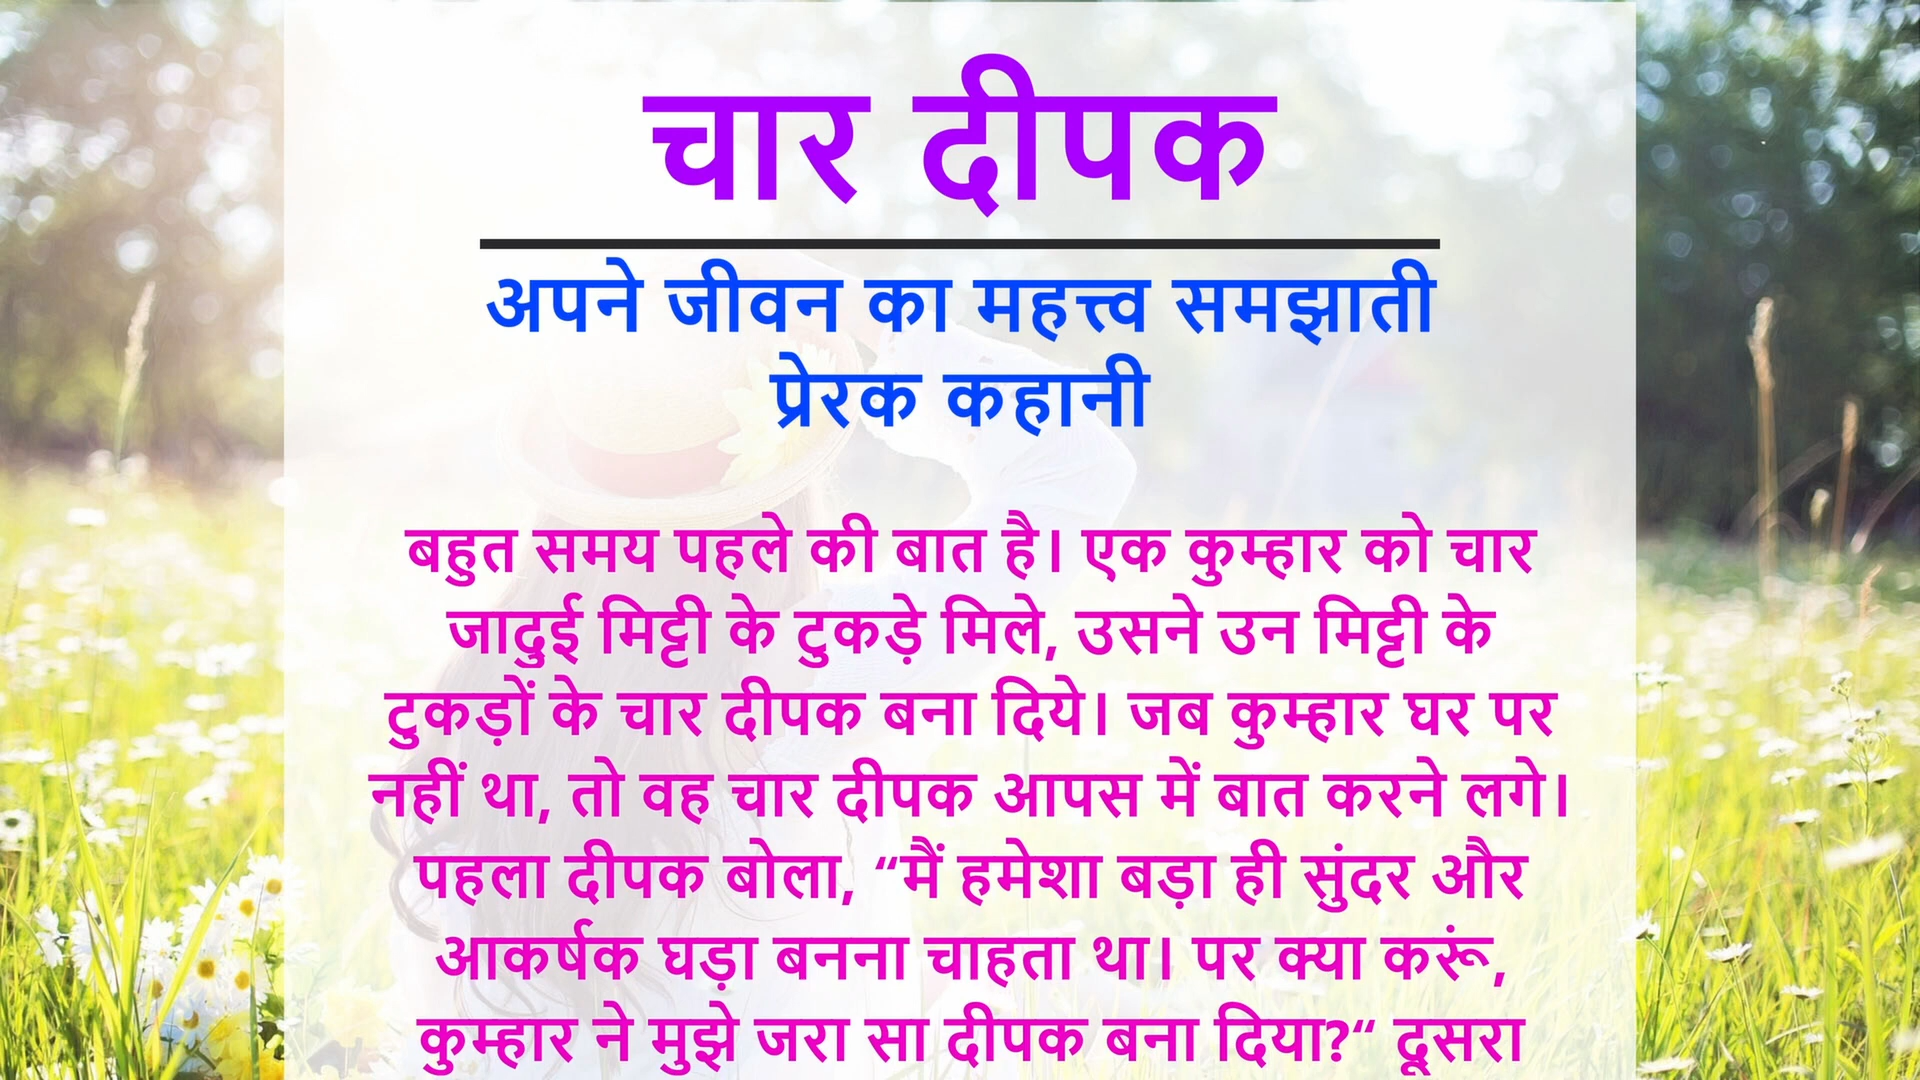 चार दीपक
अपने जीवन का महत्त्व समझाती
प्रेरक कहानी
बहुत समय पहले की बात है। एक कुम्हार को चार
जादुई मिट्टी के टुकड़े मिले, उसने उन मिट्टी के
टुकड़ों के चार दीपक बना दिये। जब कुम्हार घर पर
नहीं था, तो वह चार दीपक आपस में बात करने लगे।
पहला दीपक बोला, “मैं हमेशा बड़ा ही सुंदर और
आकर्षक घड़ा बनना चाहता था। पर क्या करूं,
कुम्हार ने मुझे जरा सा दीपक बना दिया?“ दूसरा